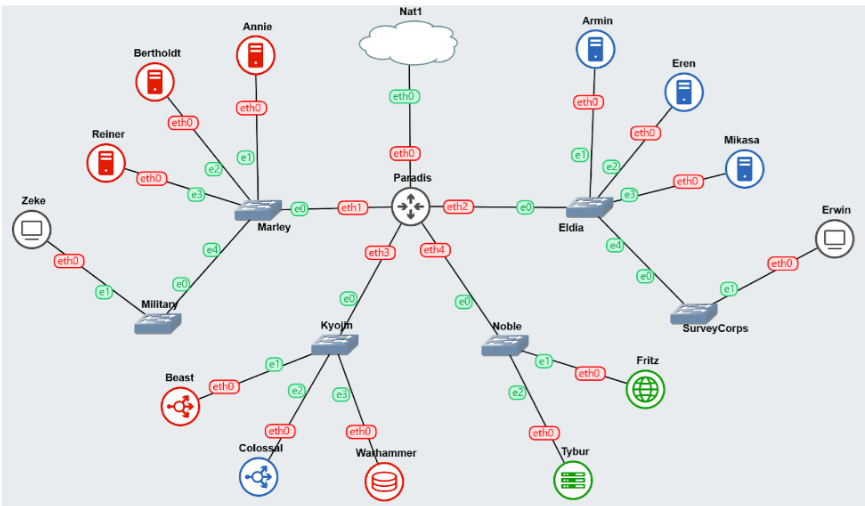 Nat1
Annie
Armin
Bertholdt
Eren
eth0
eth0
eth0
eth0
eth0
Reiner
Mikasa
e1
eth0
e1
e2
e2
Zeke
eth0
e3
Paradis
e3
eth0
Erwin
e0
eth1
eth2
e0
Marley
Eldia
eth0
e4
eth3
eth4
e4
eth0
e1
e0
e0
e1
Military
e0
e0
SurveyCorps
Kyojin
Noble
Beast
e1
e1
Fritz
eth0
e2
e3
e2
eth0
Colossal
eth0
eth0
Warhammer
eth0
Tybur